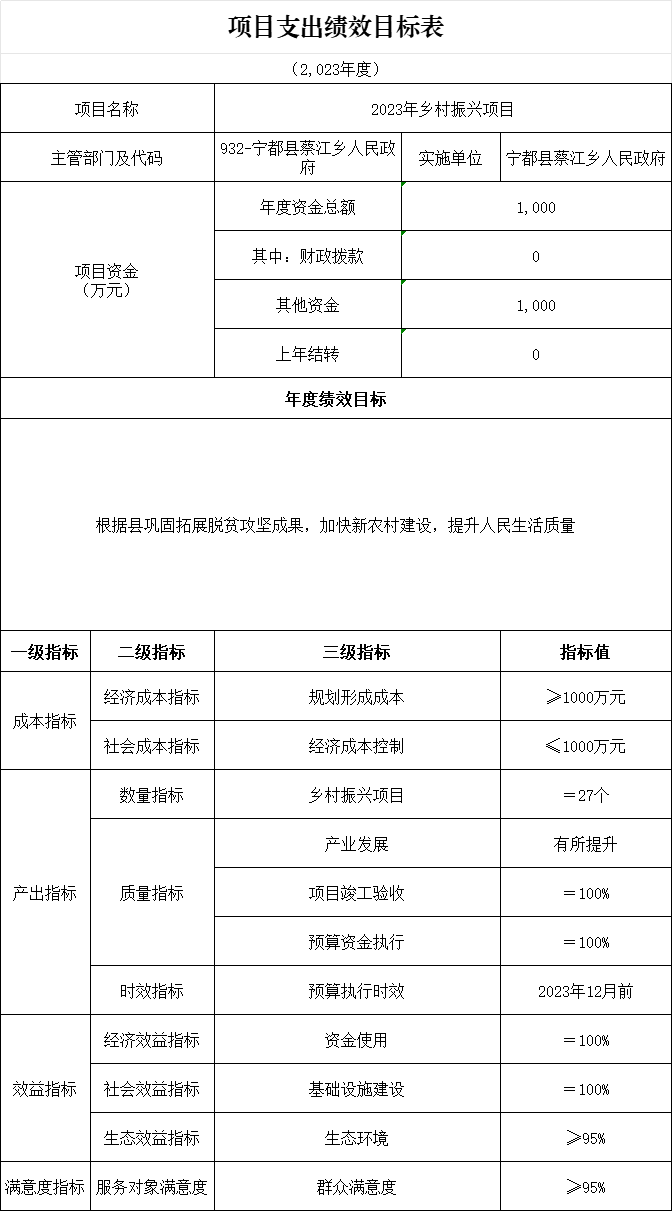 项目支出绩效目标表
（2,023年度）
项目名称 2023年乡村振兴项目
主管部门及代码 932-宁都县蔡江乡人民政府 实施单位 宁都县蔡江乡人民政府
项目资金
（万元）
年度资金总额 1,000
其中：财政拨款 0
其他资金 1,000
上年结转 0
年度绩效目标
根据县巩固拓展脱贫攻坚成果，加快新农村建设，提升人民生活质量
一级指标 二级指标 三级指标 指标值
成本指标 经济成本指标 规划形成成本 ≥1000万元
社会成本指标 经济成本控制 ≤1000万元
产出指标 数量指标 乡村振兴项目 ＝27个
质量指标 产业发展 有所提升
项目竣工验收 ＝100%
预算资金执行 ＝100%
时效指标 预算执行时效 2023年12月前
效益指标 经济效益指标 资金使用 ＝100%
社会效益指标 基础设施建设 ＝100%
生态效益指标 生态环境 ≥95%
满意度指标 服务对象满意度 群众满意度 ≥95%